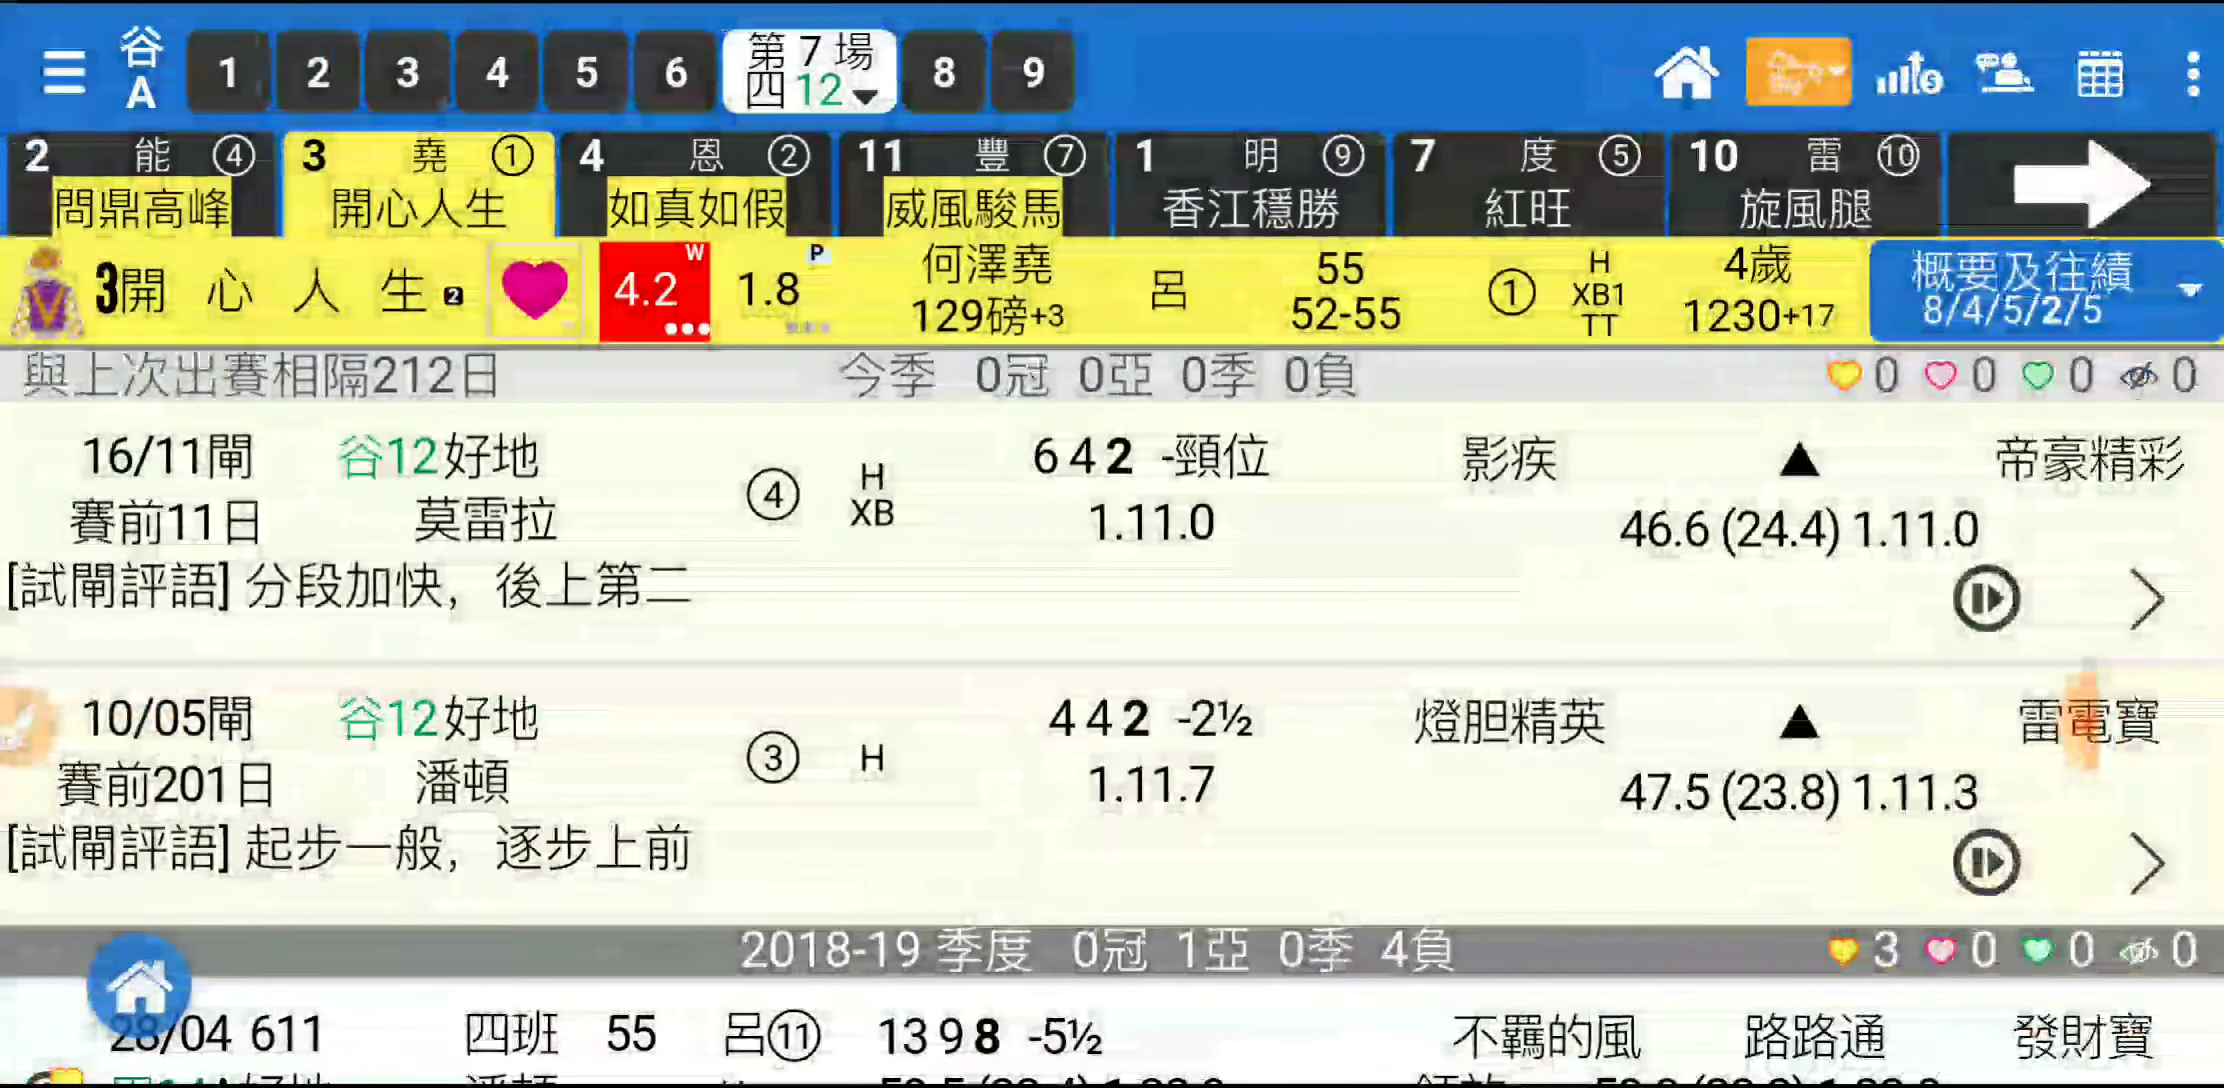 谷 A 1 2 3 4 5 6 第 7 場 四 12 8 9
2 能 ④ 3 堯 ① 4 恩 ② 11 豐 ⑦ 1 明 ⑨ 7 度 ⑤ 10 雷 ⑩
問鼎高峰 開心人生 如真如假 威風駿馬 香江穩勝 紅旺 旋風腿
3開心人生 2 4.2 W 1.8 P 何澤堯 129磅+3 呂 55 52-55 ① H XB1 TT 4歲 1230+17 概要及往績 8/4/5/2/5
與上次出賽相隔212日 今季 0冠 0亞 0季 0負 0 0 0 0
16/11閘 谷12好地 ④ H XB 6 4 2 -頸位 影疾 ▲ 帝豪精彩
賽前11日 莫雷拉 1.11.0 46.6 (24.4) 1.11.0
[試閘評語] 分段加快，後上第二
10/05閘 谷12好地 ③ H 4 4 2 -2½ 燈胆精英 ▲ 雷電寶
賽前201日 潘頓 1.11.7 47.5 (23.8) 1.11.3
[試閘評語] 起步一般，逐步上前
2018-19 季度 0冠 1亞 0季 4負 3 0 0 0
28/04 611 四班 55 呂⑪ 13 9 8 -5½ 不羈的風 路路通 發財寶